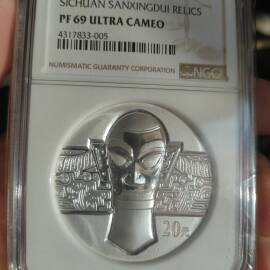 SICHUAN SANXINGDUI RELICS
PF 69 ULTRA CAMEO
4317833-005
NUMISMATIC GUARANTY CORPORATION
NGC
20元